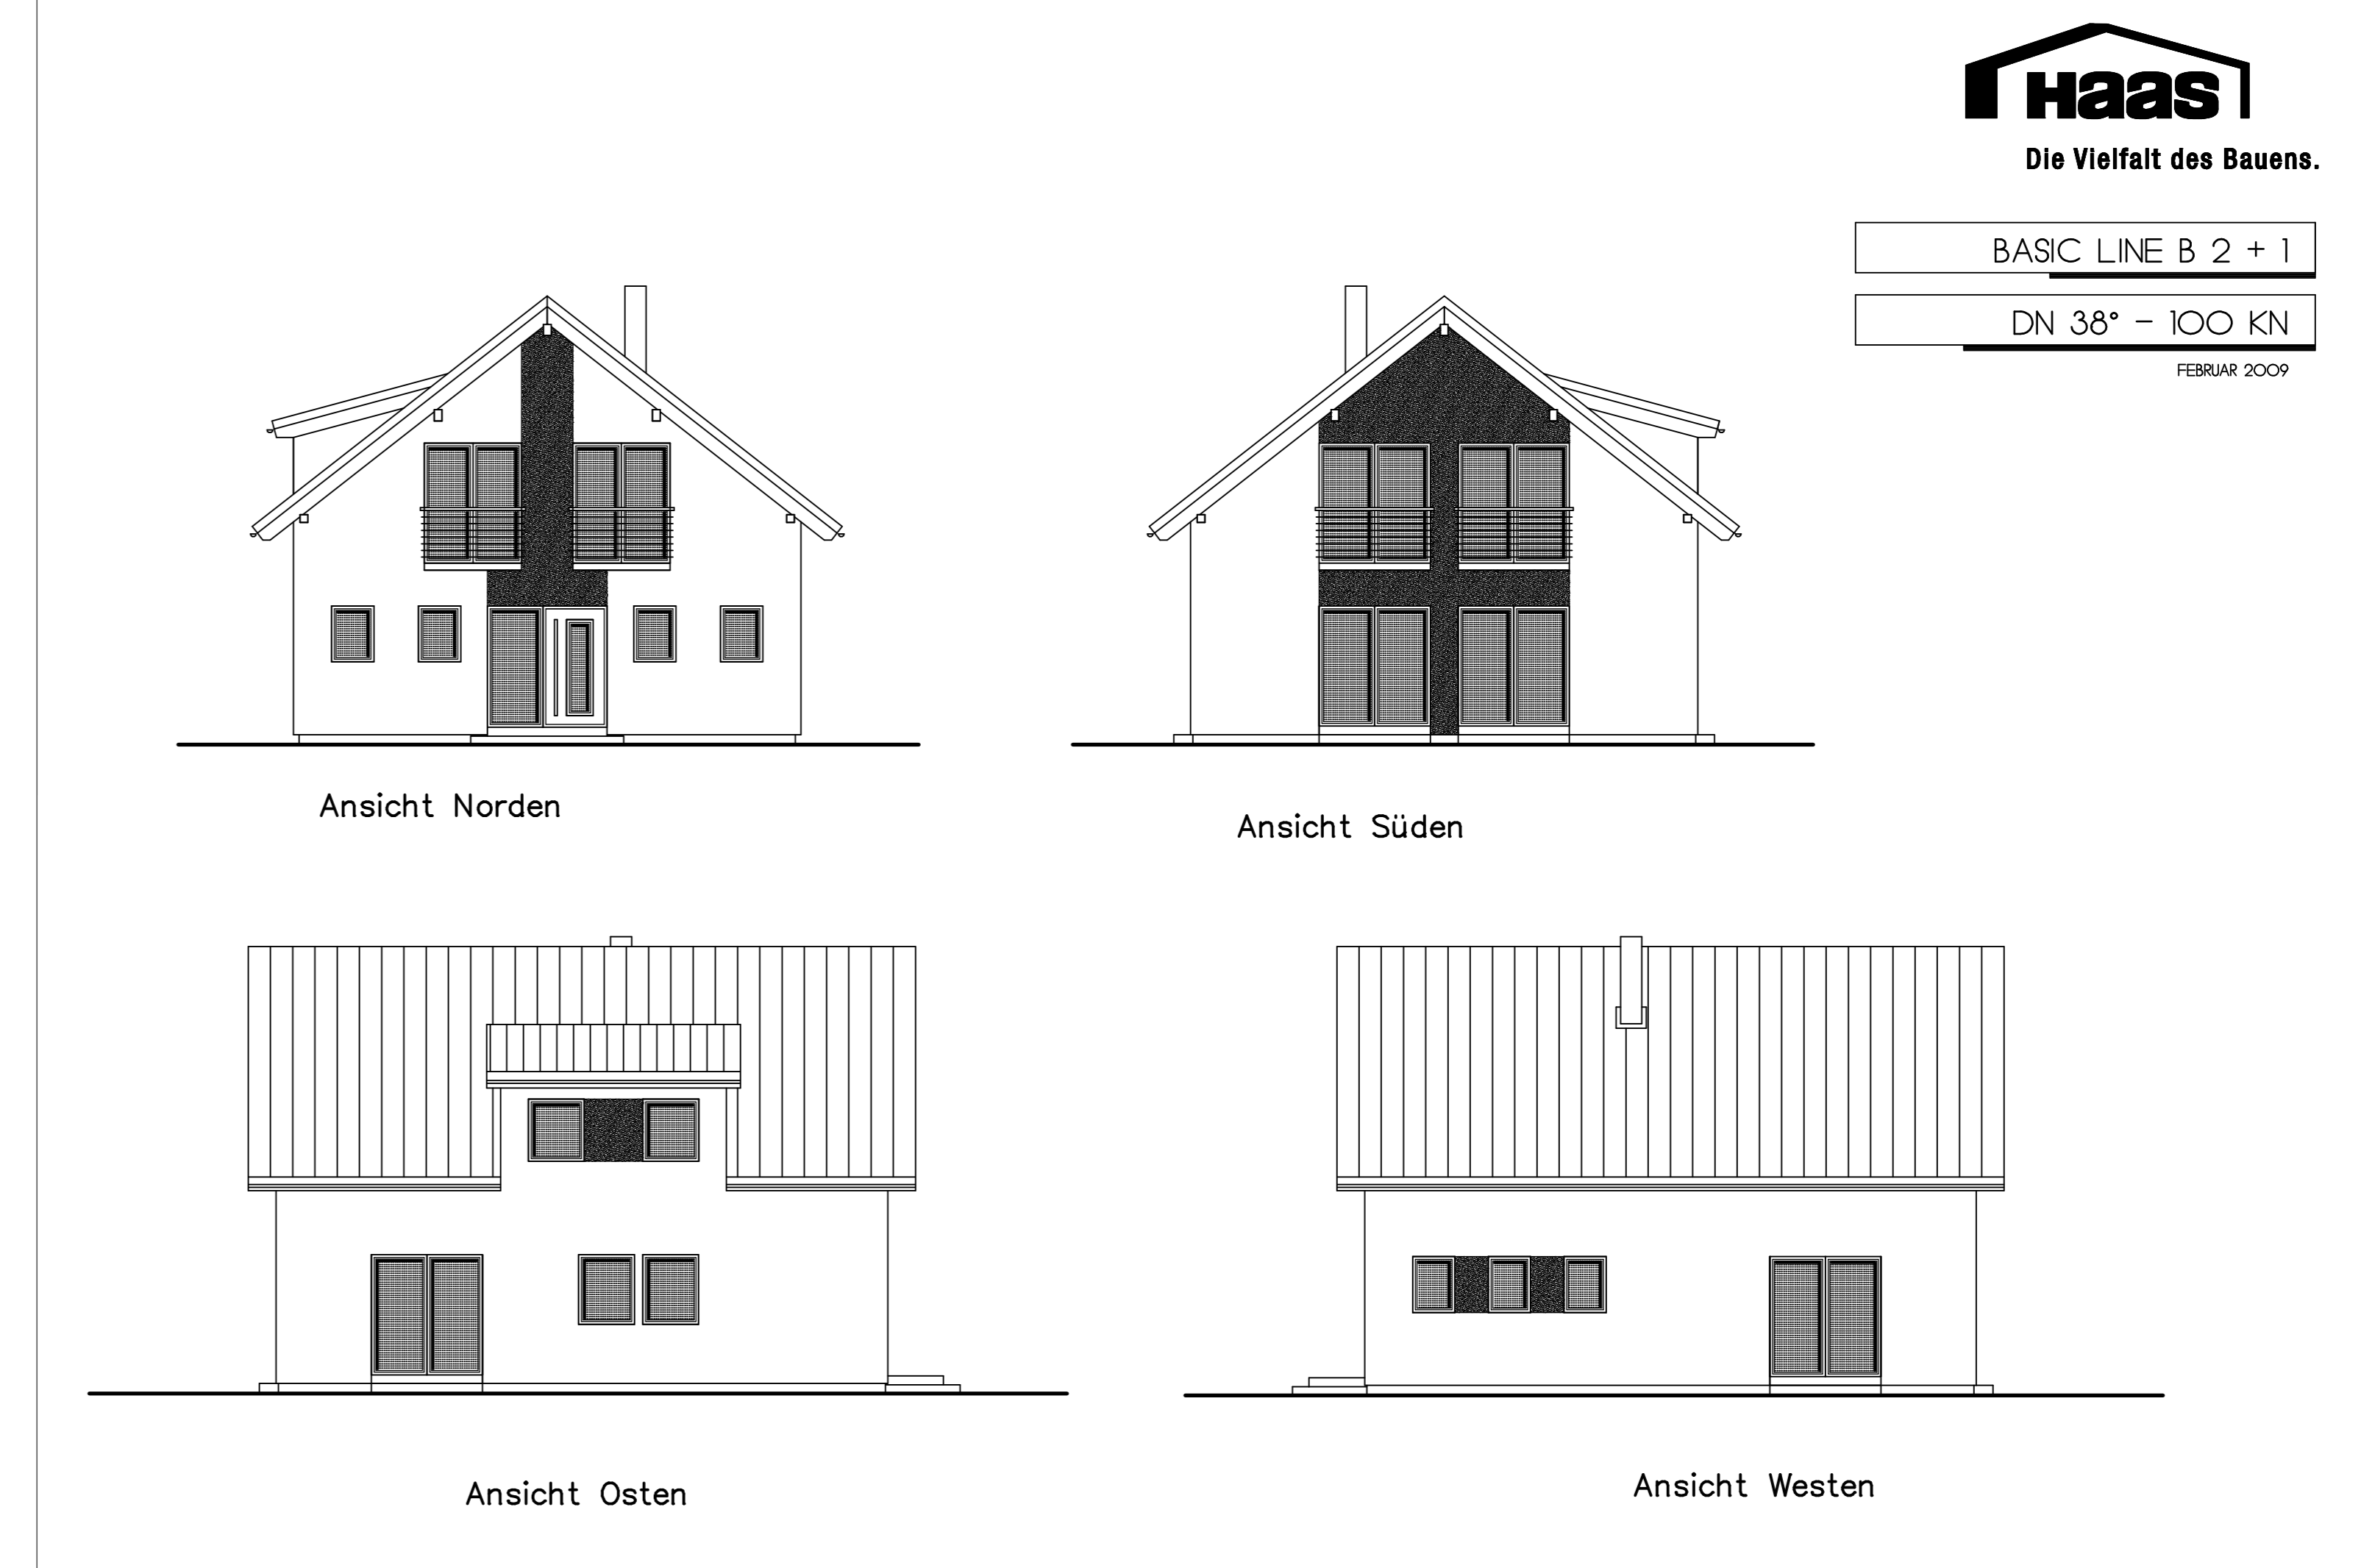 Haas
Die Vielfalt des Bauens.
BASIC LINE B 2 + 1
DN 38° - 100 KN
FEBRUAR 2009
Ansicht Norden
Ansicht Süden
Ansicht Osten
Ansicht Westen